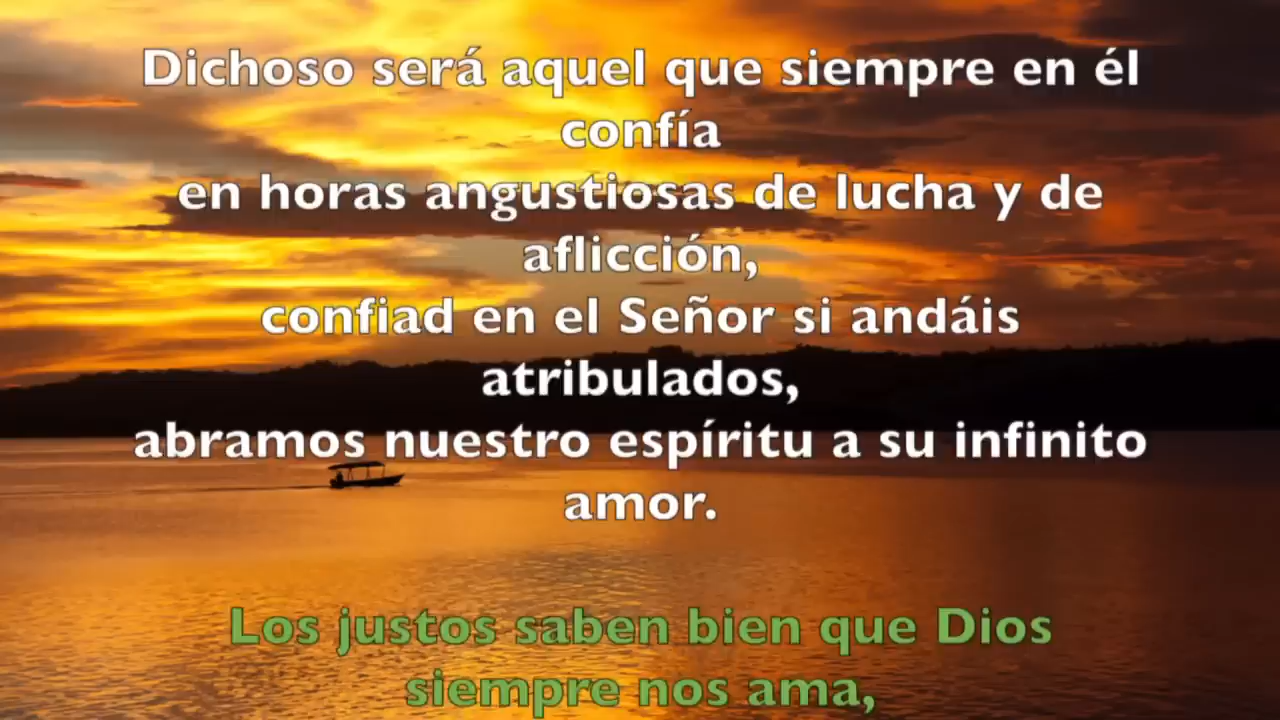 Dichoso será aquel que siempre en él
confía
en horas angustiosas de lucha y de
aflicción,
confiad en el Señor si andáis
atribulados,
abramos nuestro espíritu a su infinito
amor.
Los justos saben bien que Dios
siempre nos ama,